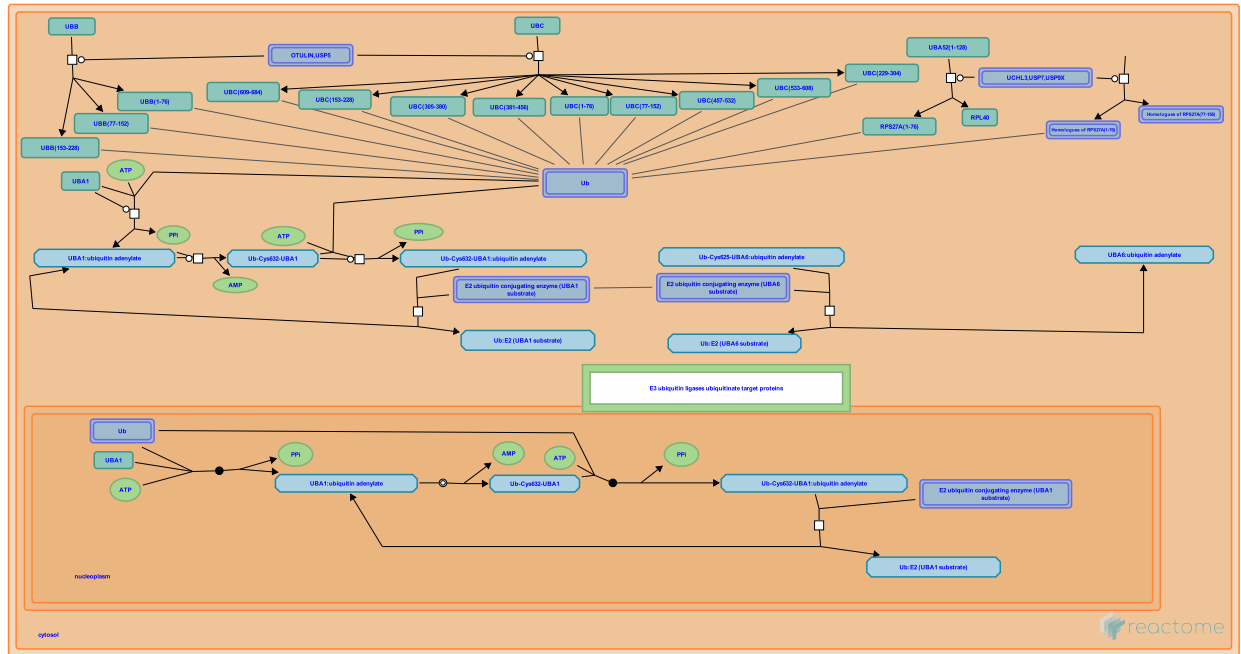 UBB
UBC
OTULIN,USP5
UBA52(1-128)
UCHL3,USP7,USP9X
UBC(229-304)
UBC(533-608)
UBC(609-684)
UBC(153-228)
UBC(305-380)
UBC(381-456)
UBC(1-76)
UBC(77-152)
UBC(457-532)
UBB(1-76)
UBB(77-152)
UBB(153-228)
RPS27A(1-76)
RPL40
Homologues of RPS27A(77-156)
Homologues of RPS27A(1-76)
ATP
UBA1
Ub
PPi
ATP
PPi
UBA1:ubiquitin adenylate
Ub-Cys632-UBA1
Ub-Cys632-UBA1:ubiquitin adenylate
Ub-Cys625-UBA6:ubiquitin adenylate
UBA6:ubiquitin adenylate
AMP
E2 ubiquitin conjugating enzyme (UBA1
substrate)
E2 ubiquitin conjugating enzyme (UBA6
substrate)
Ub:E2 (UBA1 substrate)
Ub:E2 (UBA6 substrate)
E3 ubiquitin ligases ubiquitinate target proteins
Ub
UBA1
ATP
PPi
AMP
ATP
PPi
UBA1:ubiquitin adenylate
Ub-Cys632-UBA1
Ub-Cys632-UBA1:ubiquitin adenylate
E2 ubiquitin conjugating enzyme (UBA1
substrate)
Ub:E2 (UBA1 substrate)
nucleoplasm
cytosol
reactome